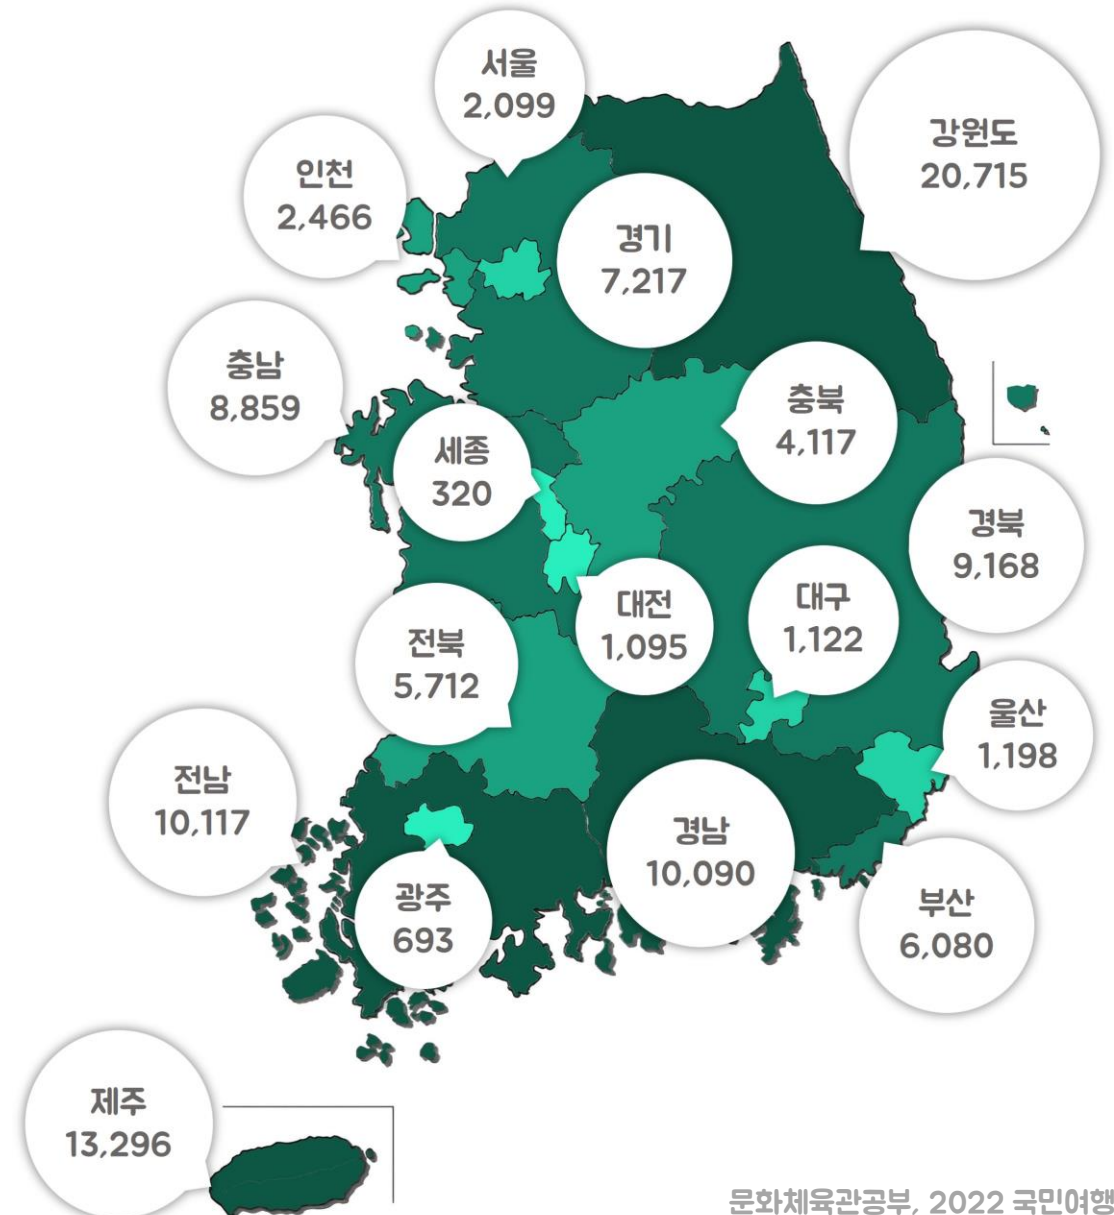 서울
2,099
강원도
20,715
인천
2,466
경기
7,217
충남
8,859
충북
4,117
세종
320
경북
9,168
대전
1,095
대구
1,122
전북
5,712
울산
1,198
전남
10,117
경남
10,090
광주
693
부산
6,080
제주
13,296
문화체육관공부, 2022 국민여행